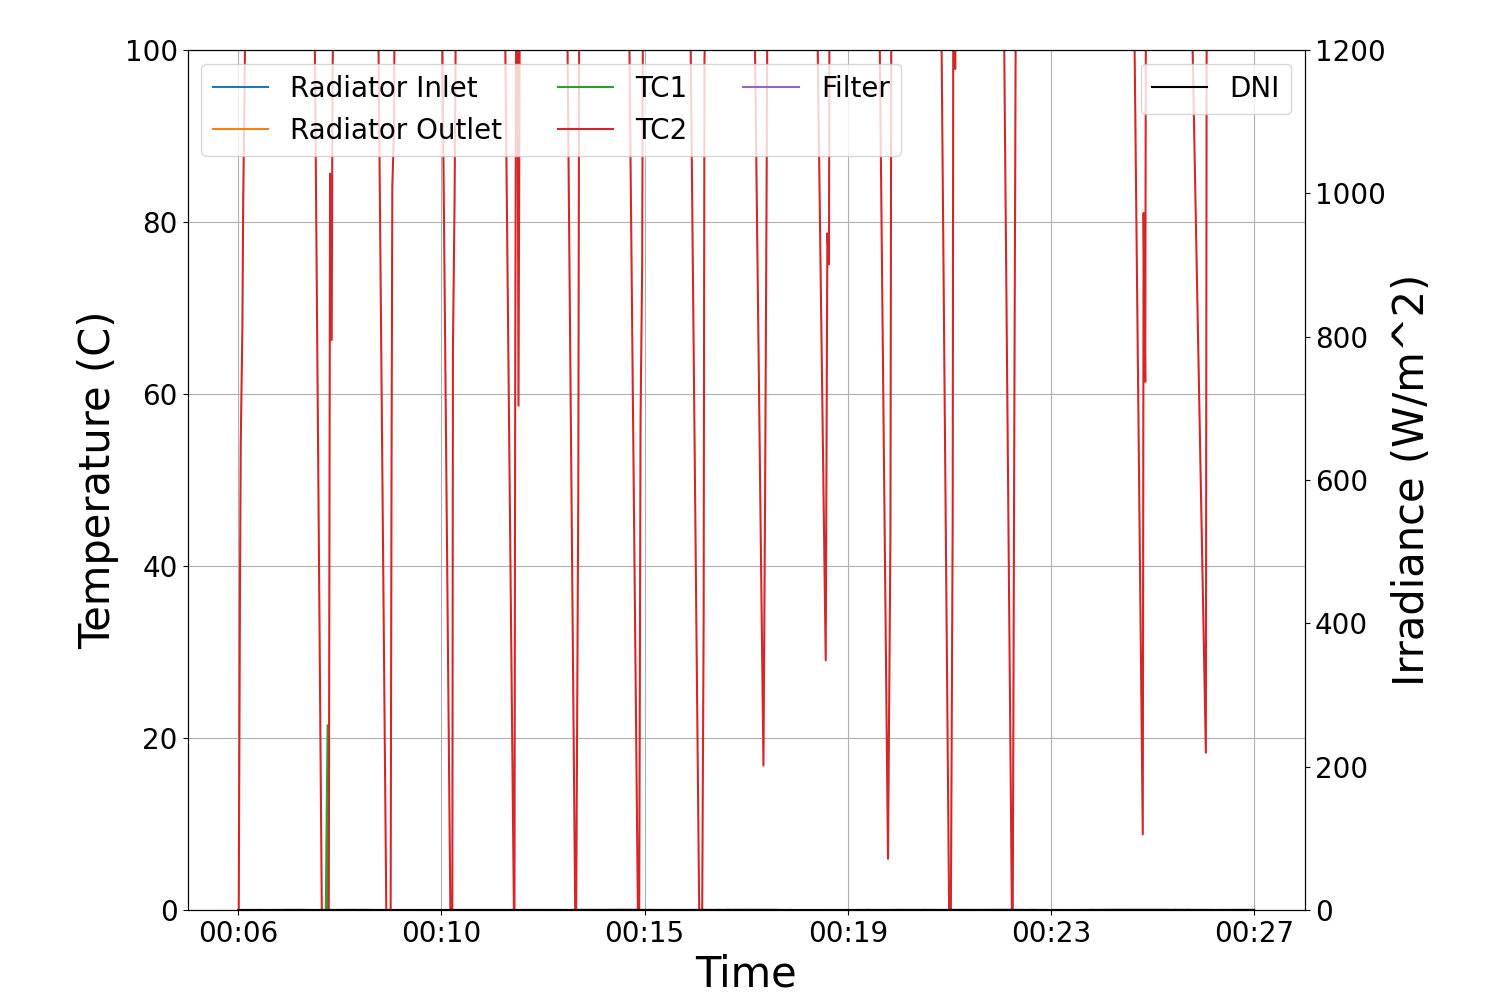 Radiator Inlet
Radiator Outlet
TC1
TC2
Filter
DNI
100
80
60
40
20
0
Temperature (C)
1200
1000
800
600
400
200
0
Irradiance (W/m^2)
00:06 00:10 00:15 00:19 00:23 00:27
Time